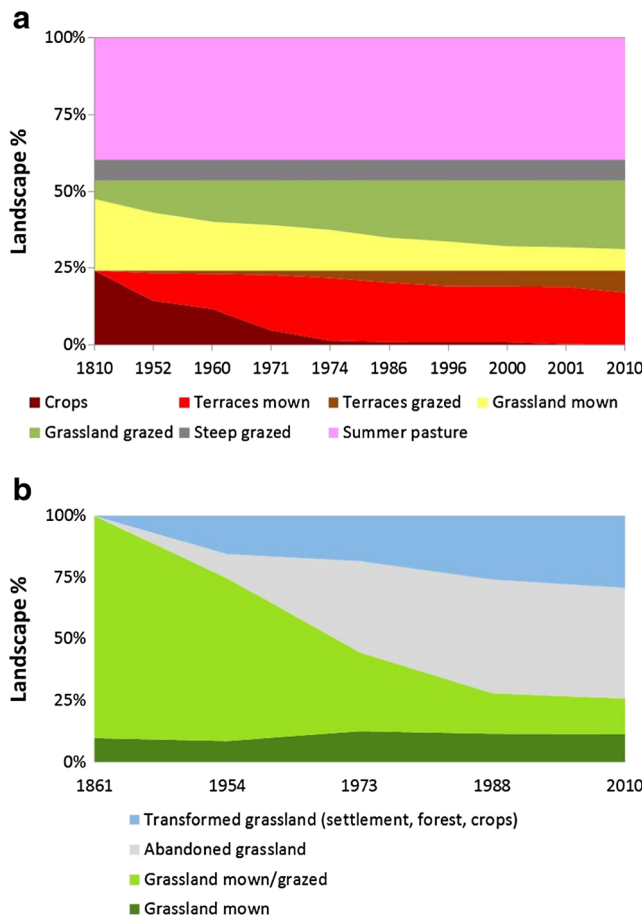 a
100%
75%
50%
25%
0%
Landscape %
1810 1952 1960 1971 1974 1986 1996 2000 2001 2010
Crops Terraces mown Terraces grazed Grassland mown
Grassland grazed Steep grazed Summer pasture
b
100%
75%
50%
25%
0%
Landscape %
1861 1954 1973 1988 2010
Transformed grassland (settlement, forest, crops)
Abandoned grassland
Grassland mown/grazed
Grassland mown